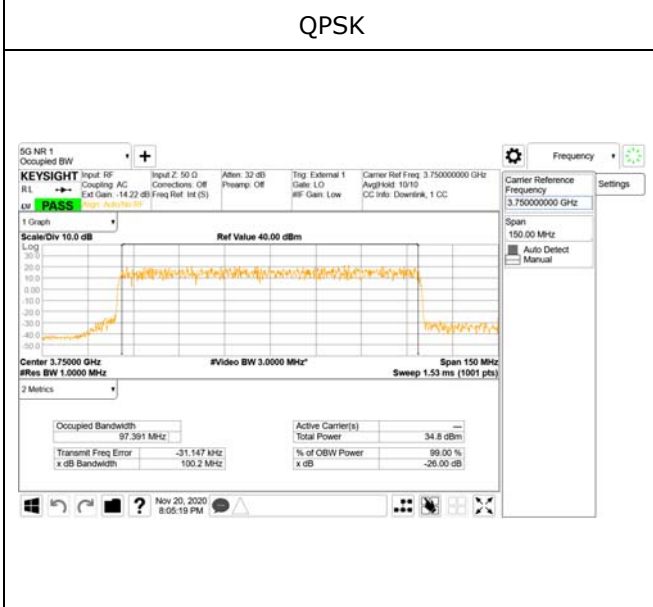 QPSK
5G NR 1
Occupied BW
+
Frequency
KEYSIGHT Input: RF Input Z: 50 Ω Atten: 32 dB Trig: External 1 Carrier Ref Freq: 3.750000000 GHz
RL Coupling: AC Corrections: Off Preamp: Off Gate: LO Avg|Hold: 10/10
Ext Gain: -14.22 dB Freq Ref: Int (S) #IF Gain: Low CC Info: Downlink, 1 CC
PASS Align: Auto/No RF
Carrier Reference Frequency
3.750000000 GHz
Settings
Span
150.00 MHz
Auto Detect
Manual
1 Graph
Scale/Div 10.0 dB Ref Value 40.00 dBm
Log
30.0
20.0
10.0
0.00
-10.0
-20.0
-30.0
-40.0
-50.0
Center 3.75000 GHz #Video BW 3.0000 MHz* Span 150 MHz
#Res BW 1.0000 MHz Sweep 1.53 ms (1001 pts)
2 Metrics
Occupied Bandwidth
97.391 MHz
Transmit Freq Error -31.147 kHz
x dB Bandwidth 100.2 MHz
Active Carrier(s) ---
Total Power 34.8 dBm
% of OBW Power 99.00 %
x dB -26.00 dB
? Nov 20, 2020
8:05:19 PM